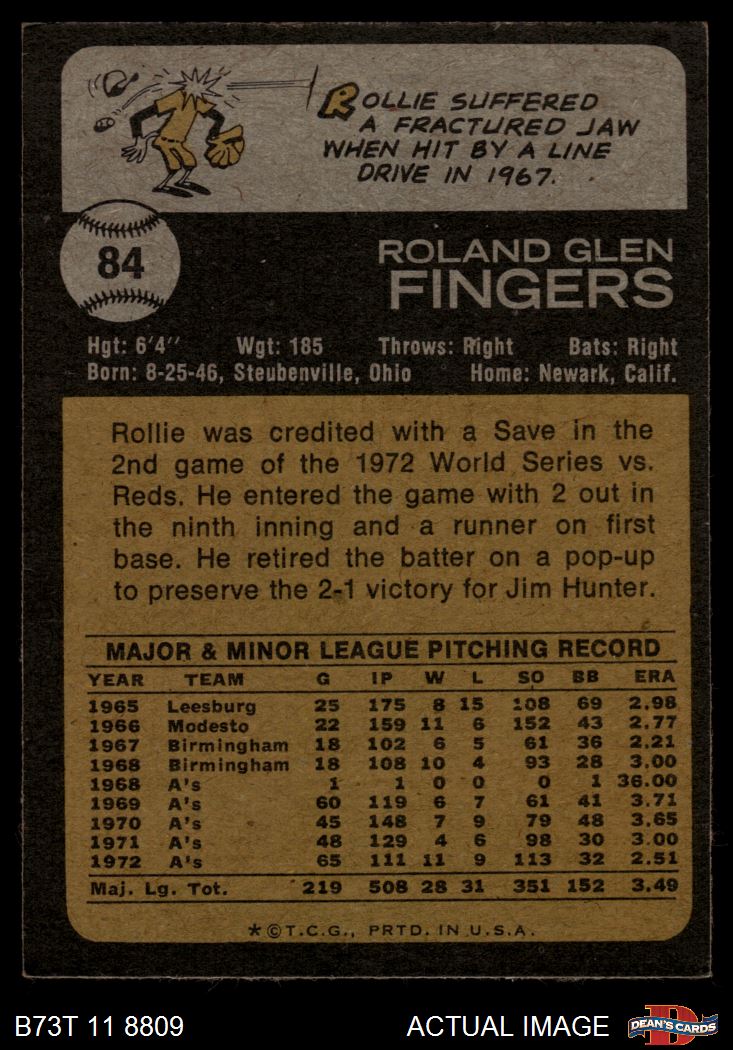 ROLLIE SUFFERED
A FRACTURED JAW
WHEN HIT BY A LINE
DRIVE IN 1967.
84
ROLAND GLEN
FINGERS
Hgt: 6'4" Wgt: 185 Throws: Right Bats: Right
Born: 8-25-46, Steubenville, Ohio Home: Newark, Calif.
Rollie was credited with a Save in the
2nd game of the 1972 World Series vs.
Reds. He entered the game with 2 out in
the ninth inning and a runner on first
base. He retired the batter on a pop-up
to preserve the 2-1 victory for Jim Hunter.
MAJOR & MINOR LEAGUE PITCHING RECORD
YEAR TEAM G IP W L SO BB ERA
1965 Leesburg 25 175 8 15 108 69 2.98
1966 Modesto 22 159 11 6 152 43 2.77
1967 Birmingham 18 102 6 5 61 36 2.21
1968 Birmingham 18 108 10 4 93 28 3.00
1968 A's 1 1 0 0 0 1 36.00
1969 A's 60 119 6 7 61 41 3.71
1970 A's 45 148 7 9 79 48 3.65
1971 A's 48 129 4 6 98 30 3.00
1972 A's 65 111 11 9 113 32 2.51
Maj. Lg. Tot. 219 508 28 31 351 152 3.49
*©T.C.G., PRTD. IN U.S.A.
B73T 11 8809 ACTUAL IMAGE DEAN'S CARDS